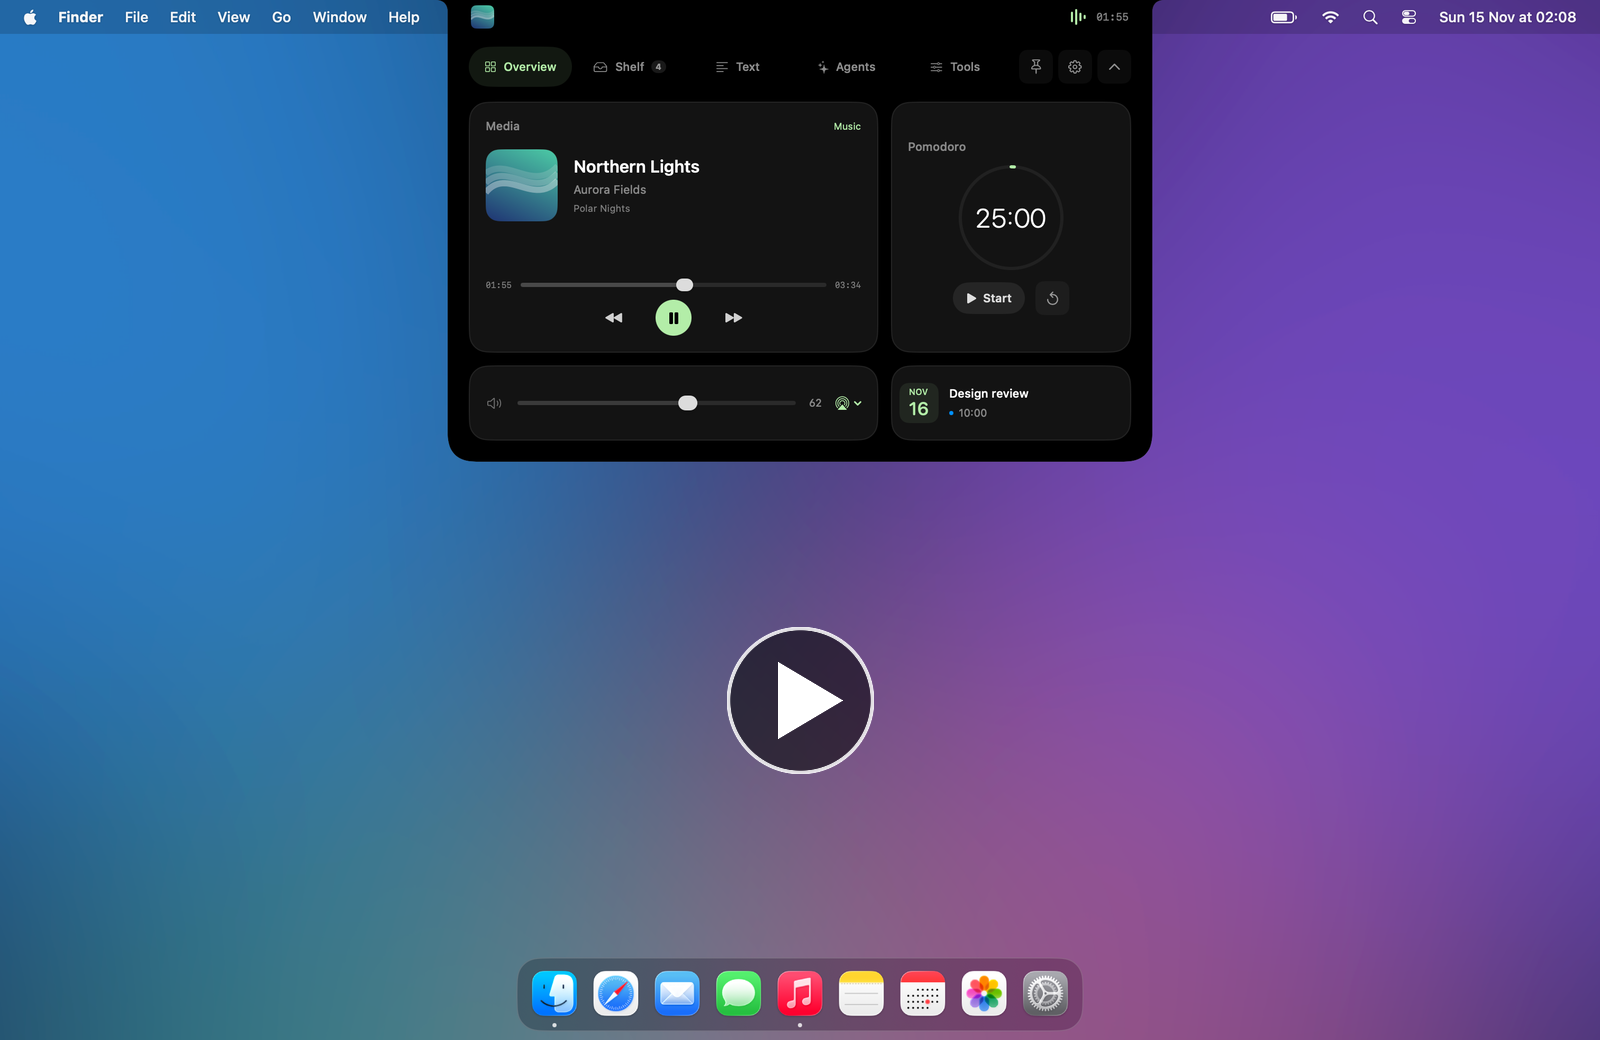 Finder File Edit View Go Window Help
01:55
Sun 15 Nov at 02:08
Overview Shelf 4 Text Agents Tools
Media Music
Northern Lights
Aurora Fields
Polar Nights
01:55 03:34
Pomodoro
25:00
Start
62
NOV
16
Design review
10:00